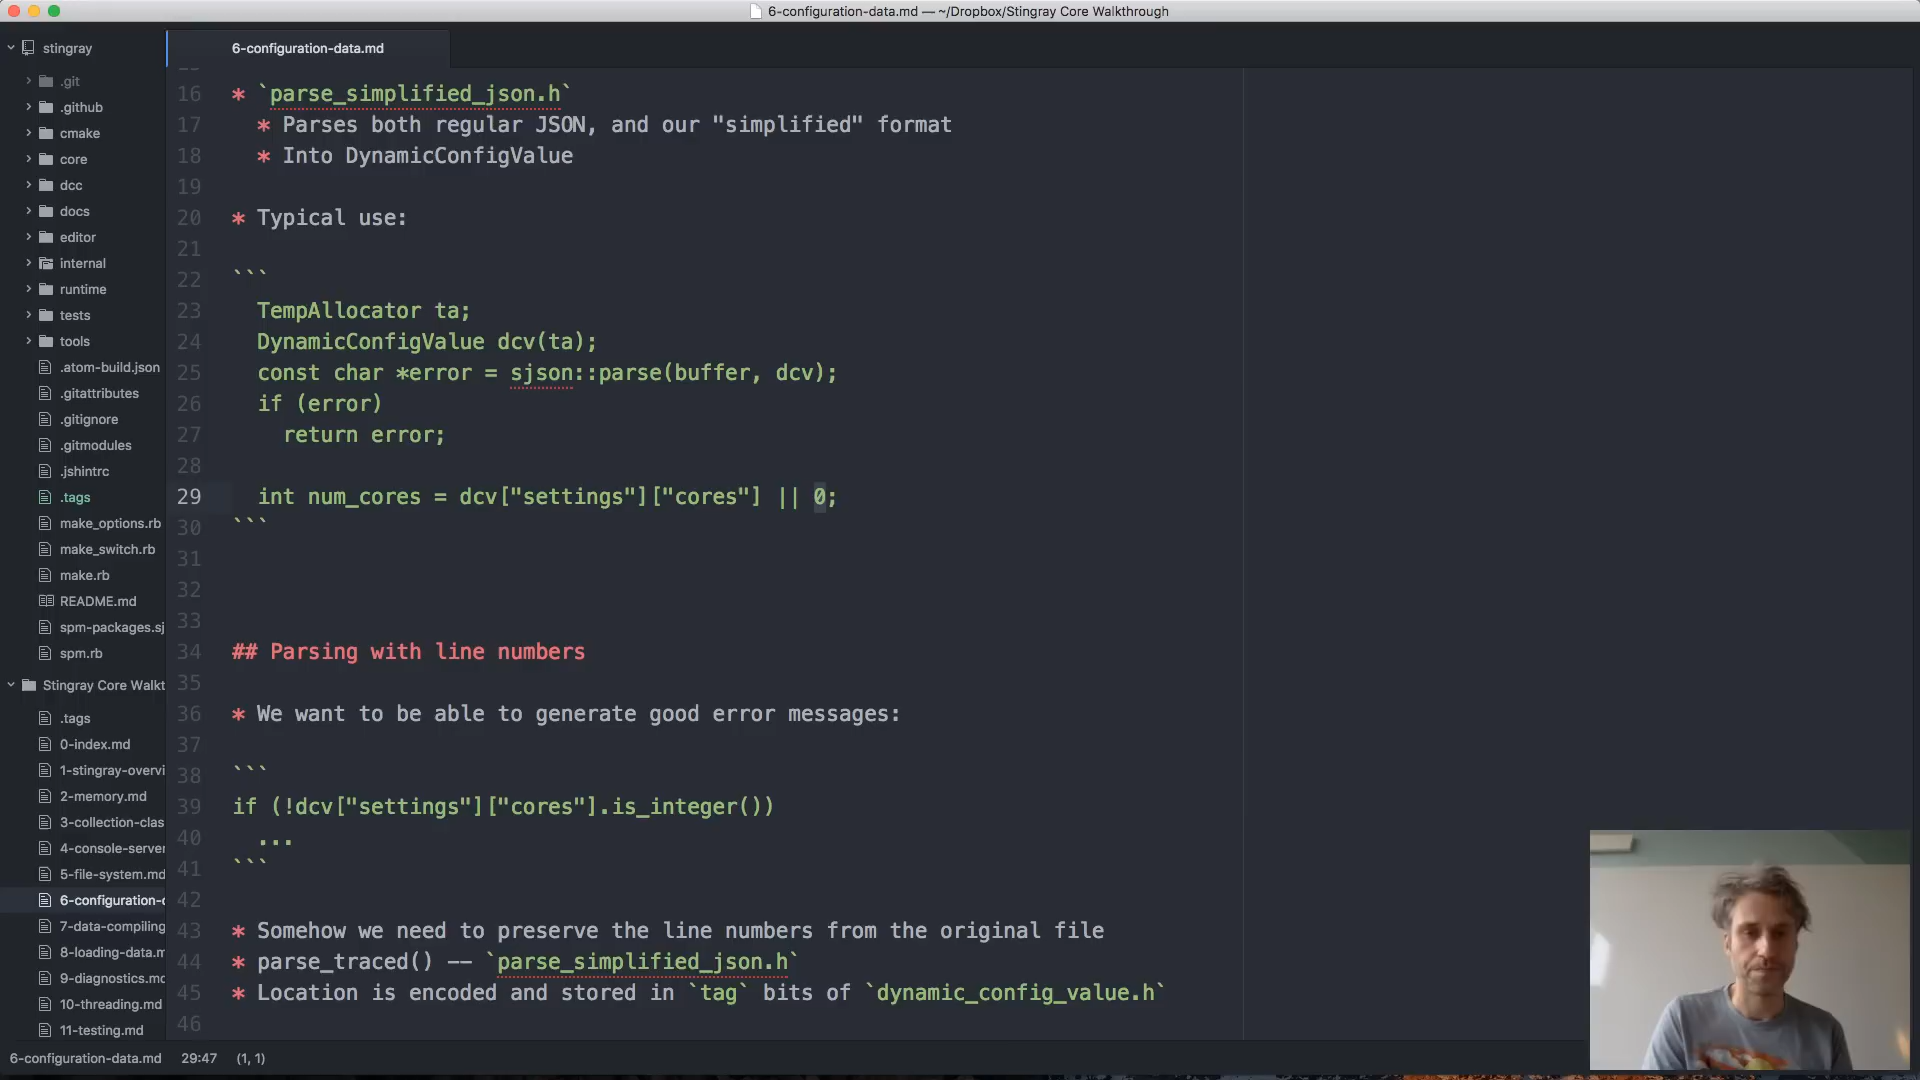 6-configuration-data.md — ~/Dropbox/Stingray Core Walkthrough
stingray
.git
.github
cmake
core
dcc
docs
editor
internal
runtime
tests
tools
.atom-build.json
.gitattributes
.gitignore
.gitmodules
.jshintrc
.tags
make_options.rb
make_switch.rb
make.rb
README.md
spm-packages.sj
spm.rb
Stingray Core Walkt
.tags
0-index.md
1-stingray-overvi
2-memory.md
3-collection-clas
4-console-server
5-file-system.md
6-configuration-d
7-data-compiling
8-loading-data.m
9-diagnostics.md
10-threading.md
11-testing.md
6-configuration-data.md
16 * `parse_simplified_json.h`
17 * Parses both regular JSON, and our "simplified" format
18 * Into DynamicConfigValue
19
20 * Typical use:
21
22 ```
23 TempAllocator ta;
24 DynamicConfigValue dcv(ta);
25 const char *error = sjson::parse(buffer, dcv);
26 if (error)
27 return error;
28
29 int num_cores = dcv["settings"]["cores"] || 0;
30 ```
31
32
33
34 ## Parsing with line numbers
35
36 * We want to be able to generate good error messages:
37
38 ```
39 if (!dcv["settings"]["cores"].is_integer())
40 ...
41 ```
42
43 * Somehow we need to preserve the line numbers from the original file
44 * parse_traced() -- `parse_simplified_json.h`
45 * Location is encoded and stored in `tag` bits of `dynamic_config_value.h`
46
6-configuration-data.md 29:47 (1, 1)